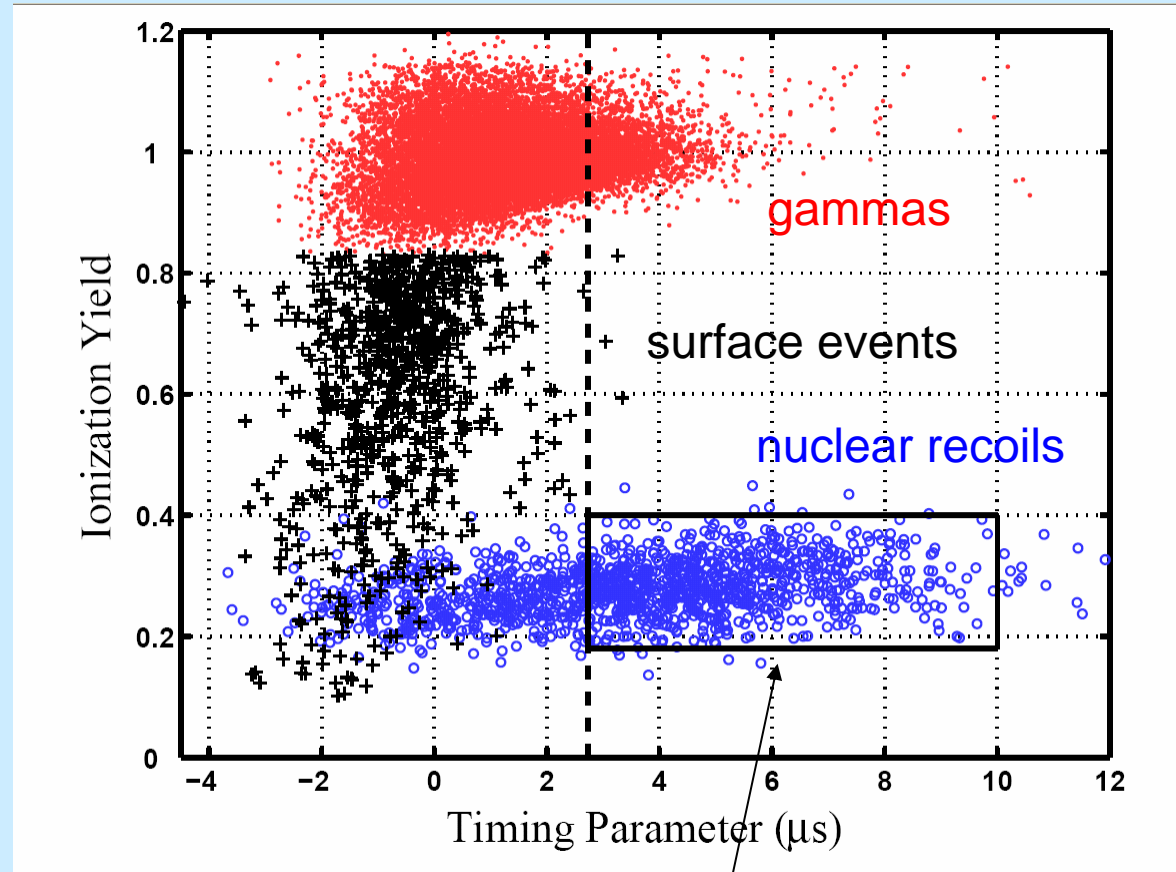 1.2
1
0.8
0.6
0.4
0.2
0
Ionization Yield
gammas
surface events
nuclear recoils
−4 −2 0 2 4 6 8 10 12
Timing Parameter (μs)